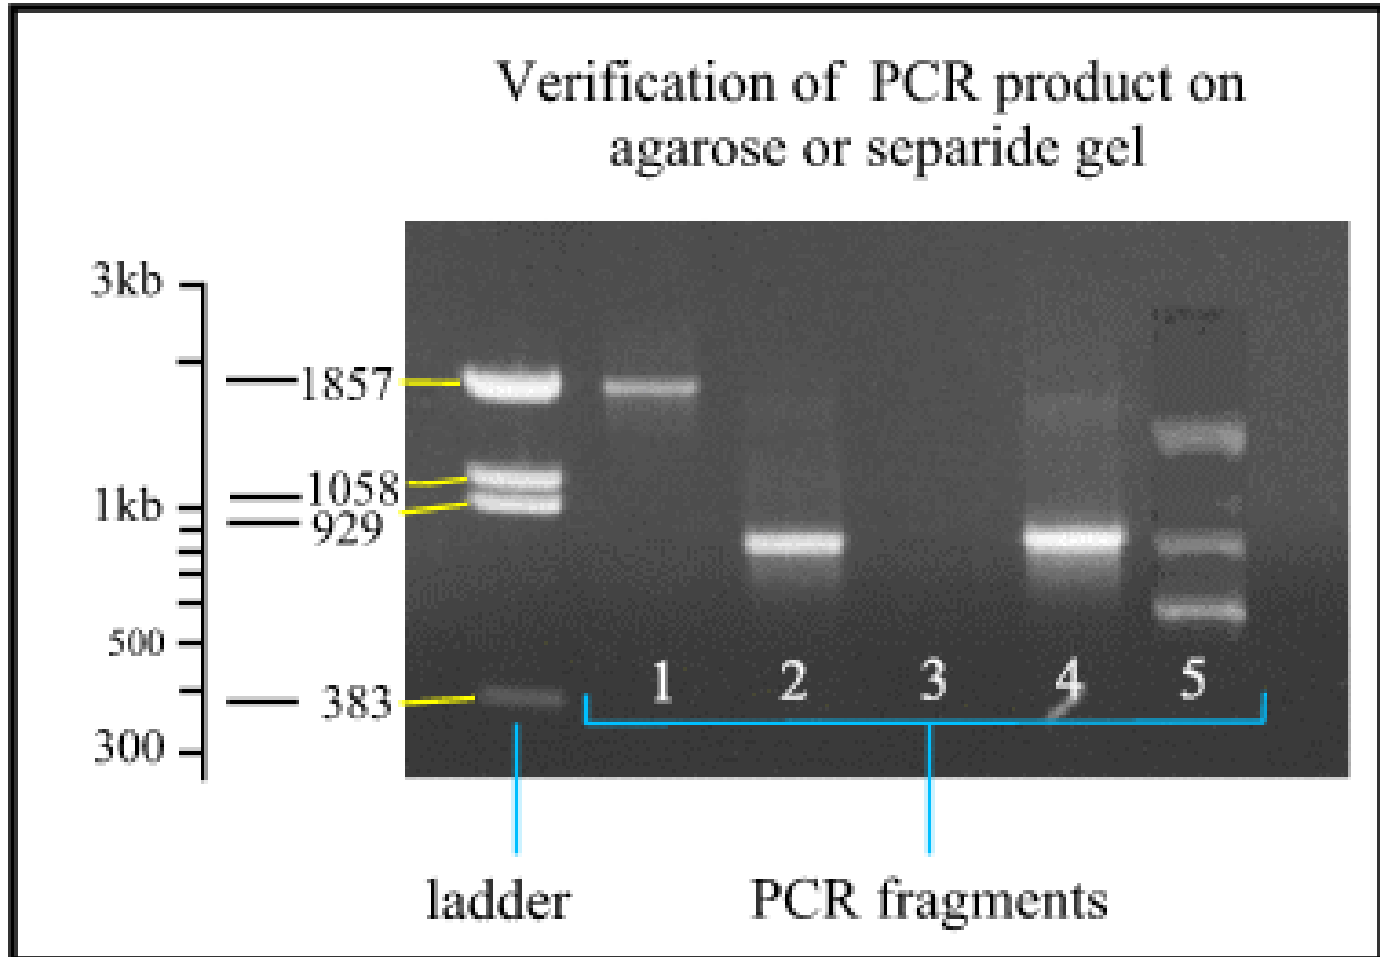 Verification of PCR product on
agarose or separide gel
3kb
1857
1058
1kb
929
500
383
300
1 2 3 4 5
ladder
PCR fragments